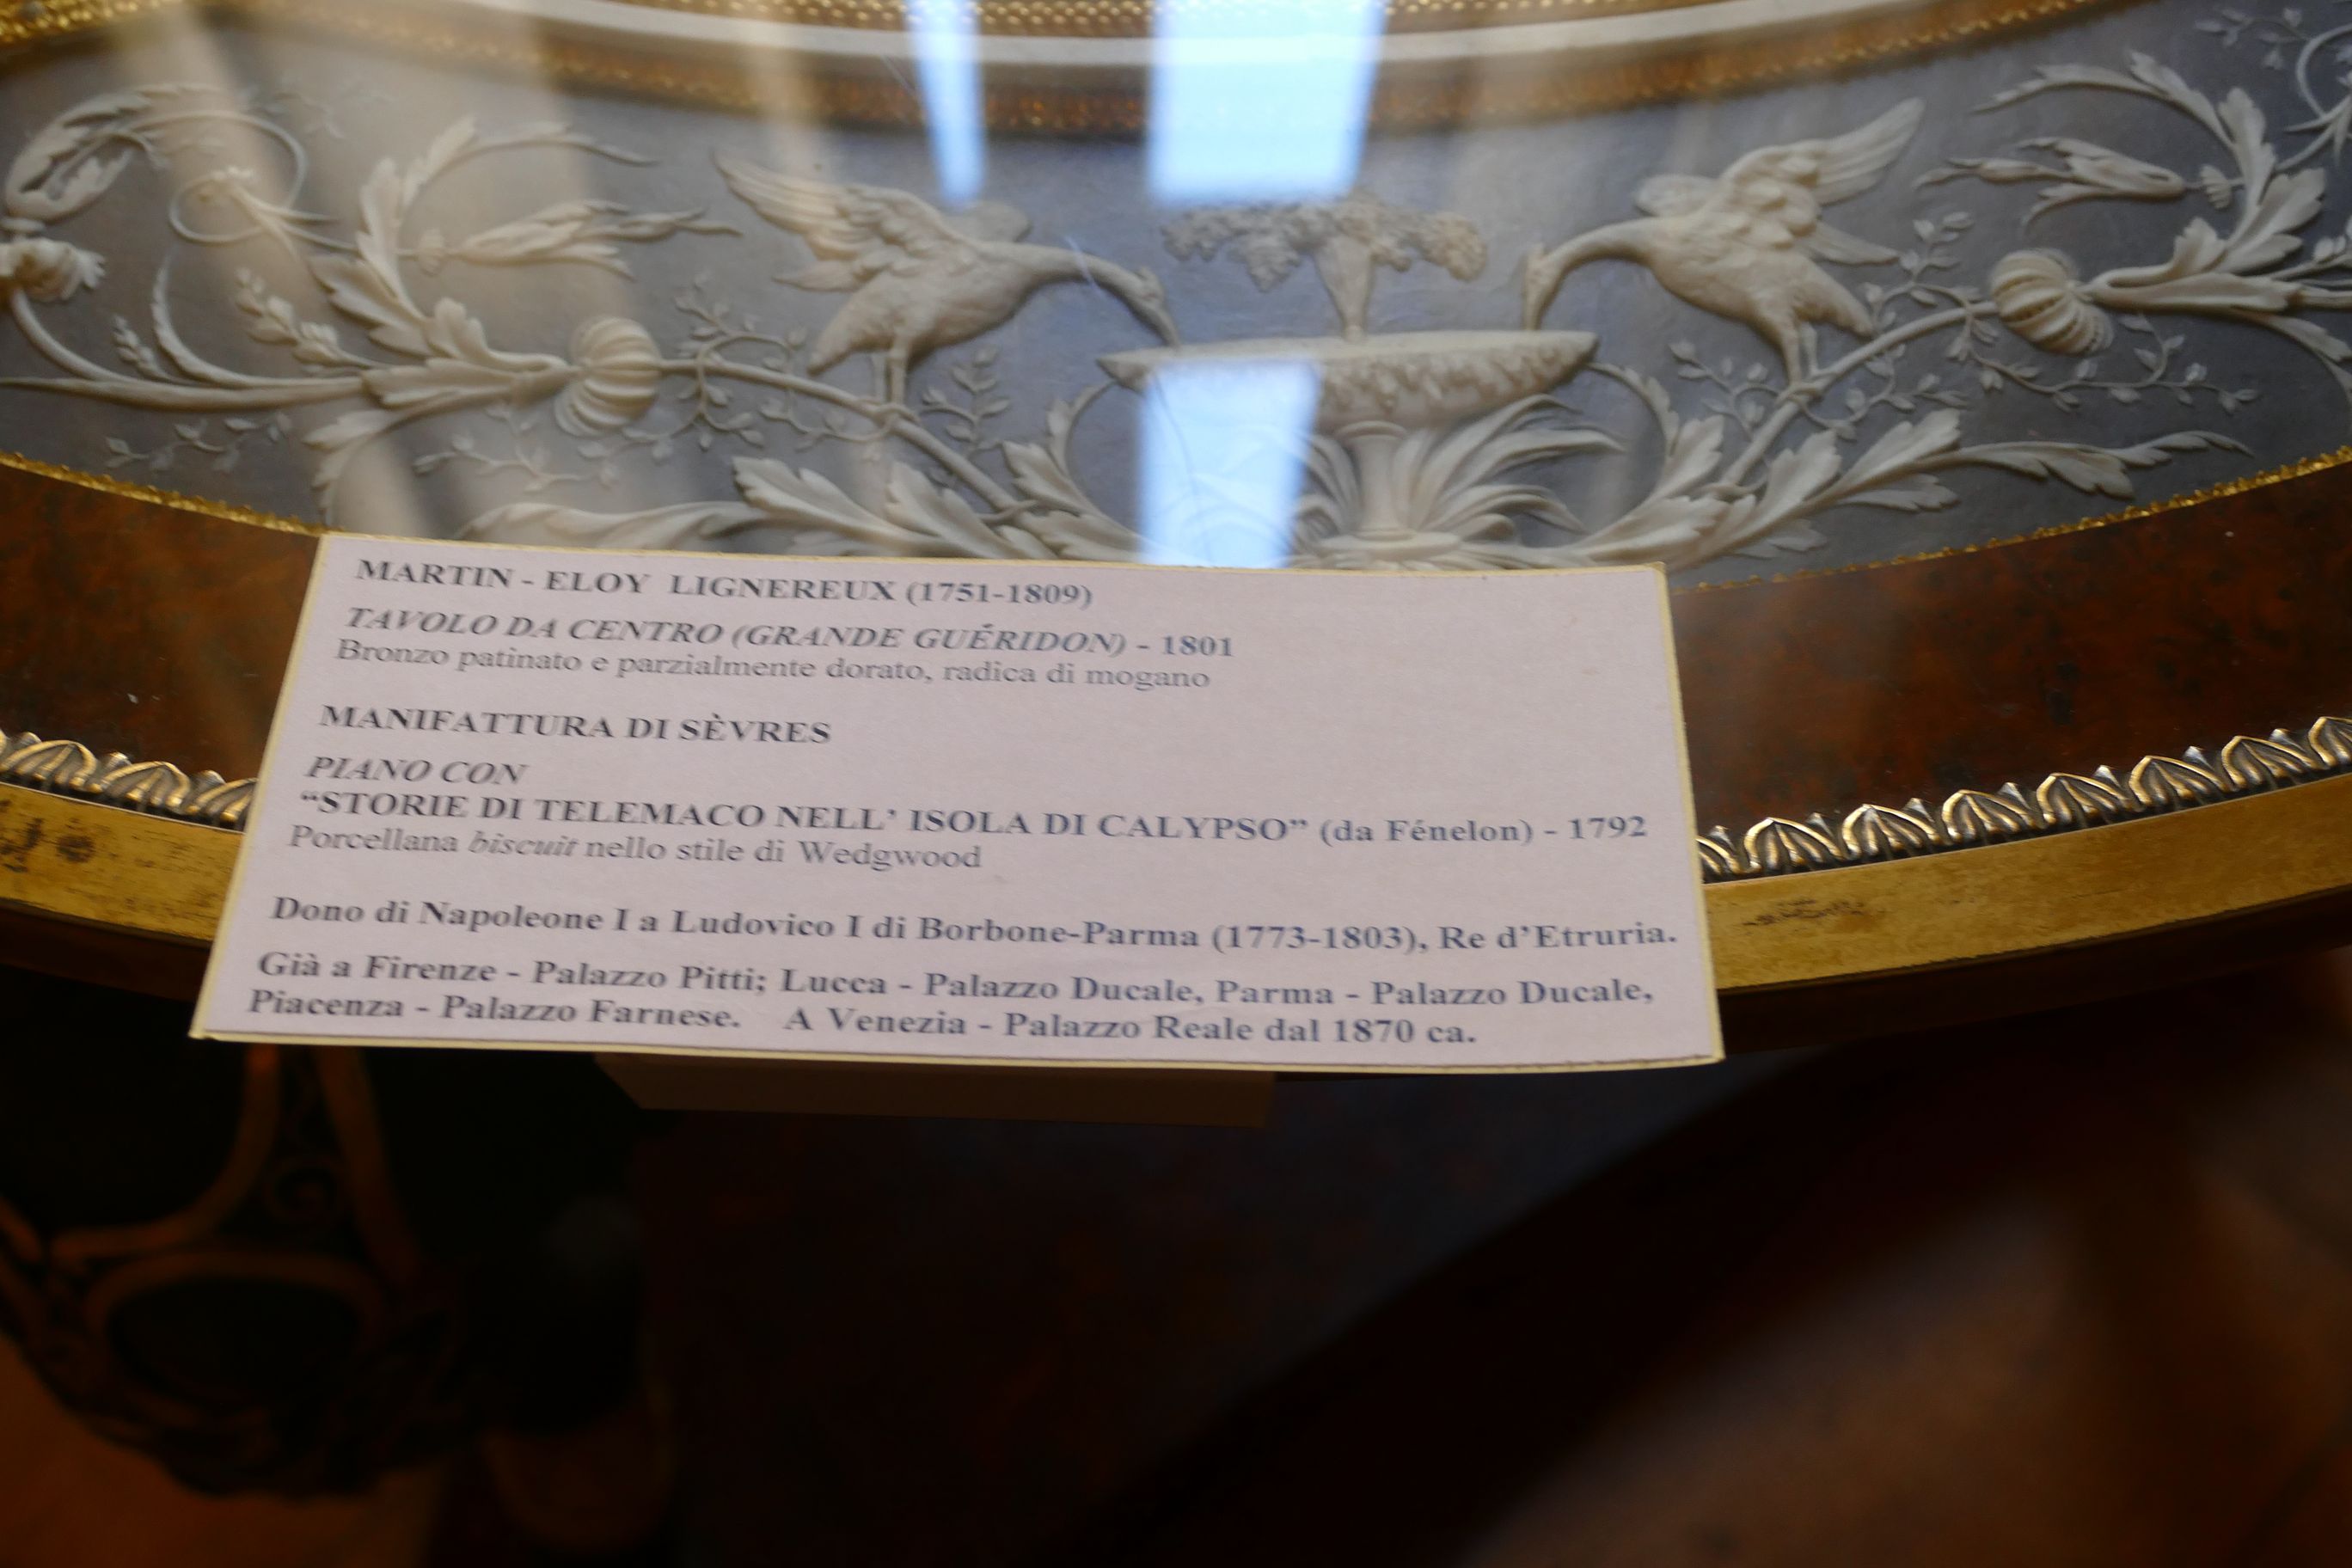 MARTIN - ELOY LIGNEREUX (1751-1809)
TAVOLO DA CENTRO (GRANDE GUÉRIDON) - 1801
Bronzo patinato e parzialmente dorato, radica di mogano
MANIFATTURA DI SÈVRES
PIANO CON
“STORIE DI TELEMACO NELL’ ISOLA DI CALYPSO” (da Fénelon) - 1792
Porcellana biscuit nello stile di Wedgwood
Dono di Napoleone I a Ludovico I di Borbone-Parma (1773-1803), Re d’Etruria.
Già a Firenze - Palazzo Pitti; Lucca - Palazzo Ducale, Parma - Palazzo Ducale,
Piacenza - Palazzo Farnese. A Venezia - Palazzo Reale dal 1870 ca.